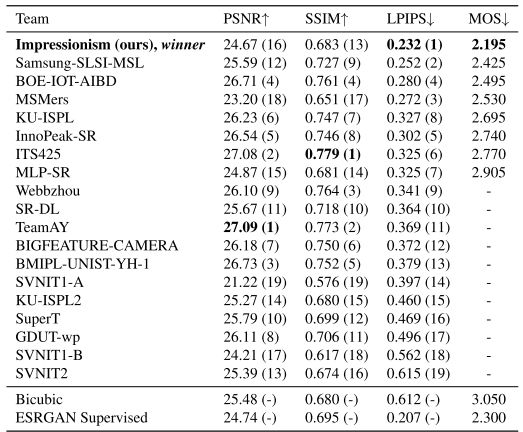 Team PSNR↑ SSIM↑ LPIPS↓ MOS↓
Impressionism (ours), winner 24.67 (16) 0.683 (13) 0.232 (1) 2.195
Samsung-SLSI-MSL 25.59 (12) 0.727 (9) 0.252 (2) 2.425
BOE-IOT-AIBD 26.71 (4) 0.761 (4) 0.280 (4) 2.495
MSMers 23.20 (18) 0.651 (17) 0.272 (3) 2.530
KU-ISPL 26.23 (6) 0.747 (7) 0.327 (8) 2.695
InnoPeak-SR 26.54 (5) 0.746 (8) 0.302 (5) 2.740
ITS425 27.08 (2) 0.779 (1) 0.325 (6) 2.770
MLP-SR 24.87 (15) 0.681 (14) 0.325 (7) 2.905
Webbzhou 26.10 (9) 0.764 (3) 0.341 (9) -
SR-DL 25.67 (11) 0.718 (10) 0.364 (10) -
TeamAY 27.09 (1) 0.773 (2) 0.369 (11) -
BIGFEATURE-CAMERA 26.18 (7) 0.750 (6) 0.372 (12) -
BMIPL-UNIST-YH-1 26.73 (3) 0.752 (5) 0.379 (13) -
SVNIT1-A 21.22 (19) 0.576 (19) 0.397 (14) -
KU-ISPL2 25.27 (14) 0.680 (15) 0.460 (15) -
SuperT 25.79 (10) 0.699 (12) 0.469 (16) -
GDUT-wp 26.11 (8) 0.706 (11) 0.496 (17) -
SVNIT1-B 24.21 (17) 0.617 (18) 0.562 (18) -
SVNIT2 25.39 (13) 0.674 (16) 0.615 (19) -
Bicubic 25.48 (-) 0.680 (-) 0.612 (-) 3.050
ESRGAN Supervised 24.74 (-) 0.695 (-) 0.207 (-) 2.300